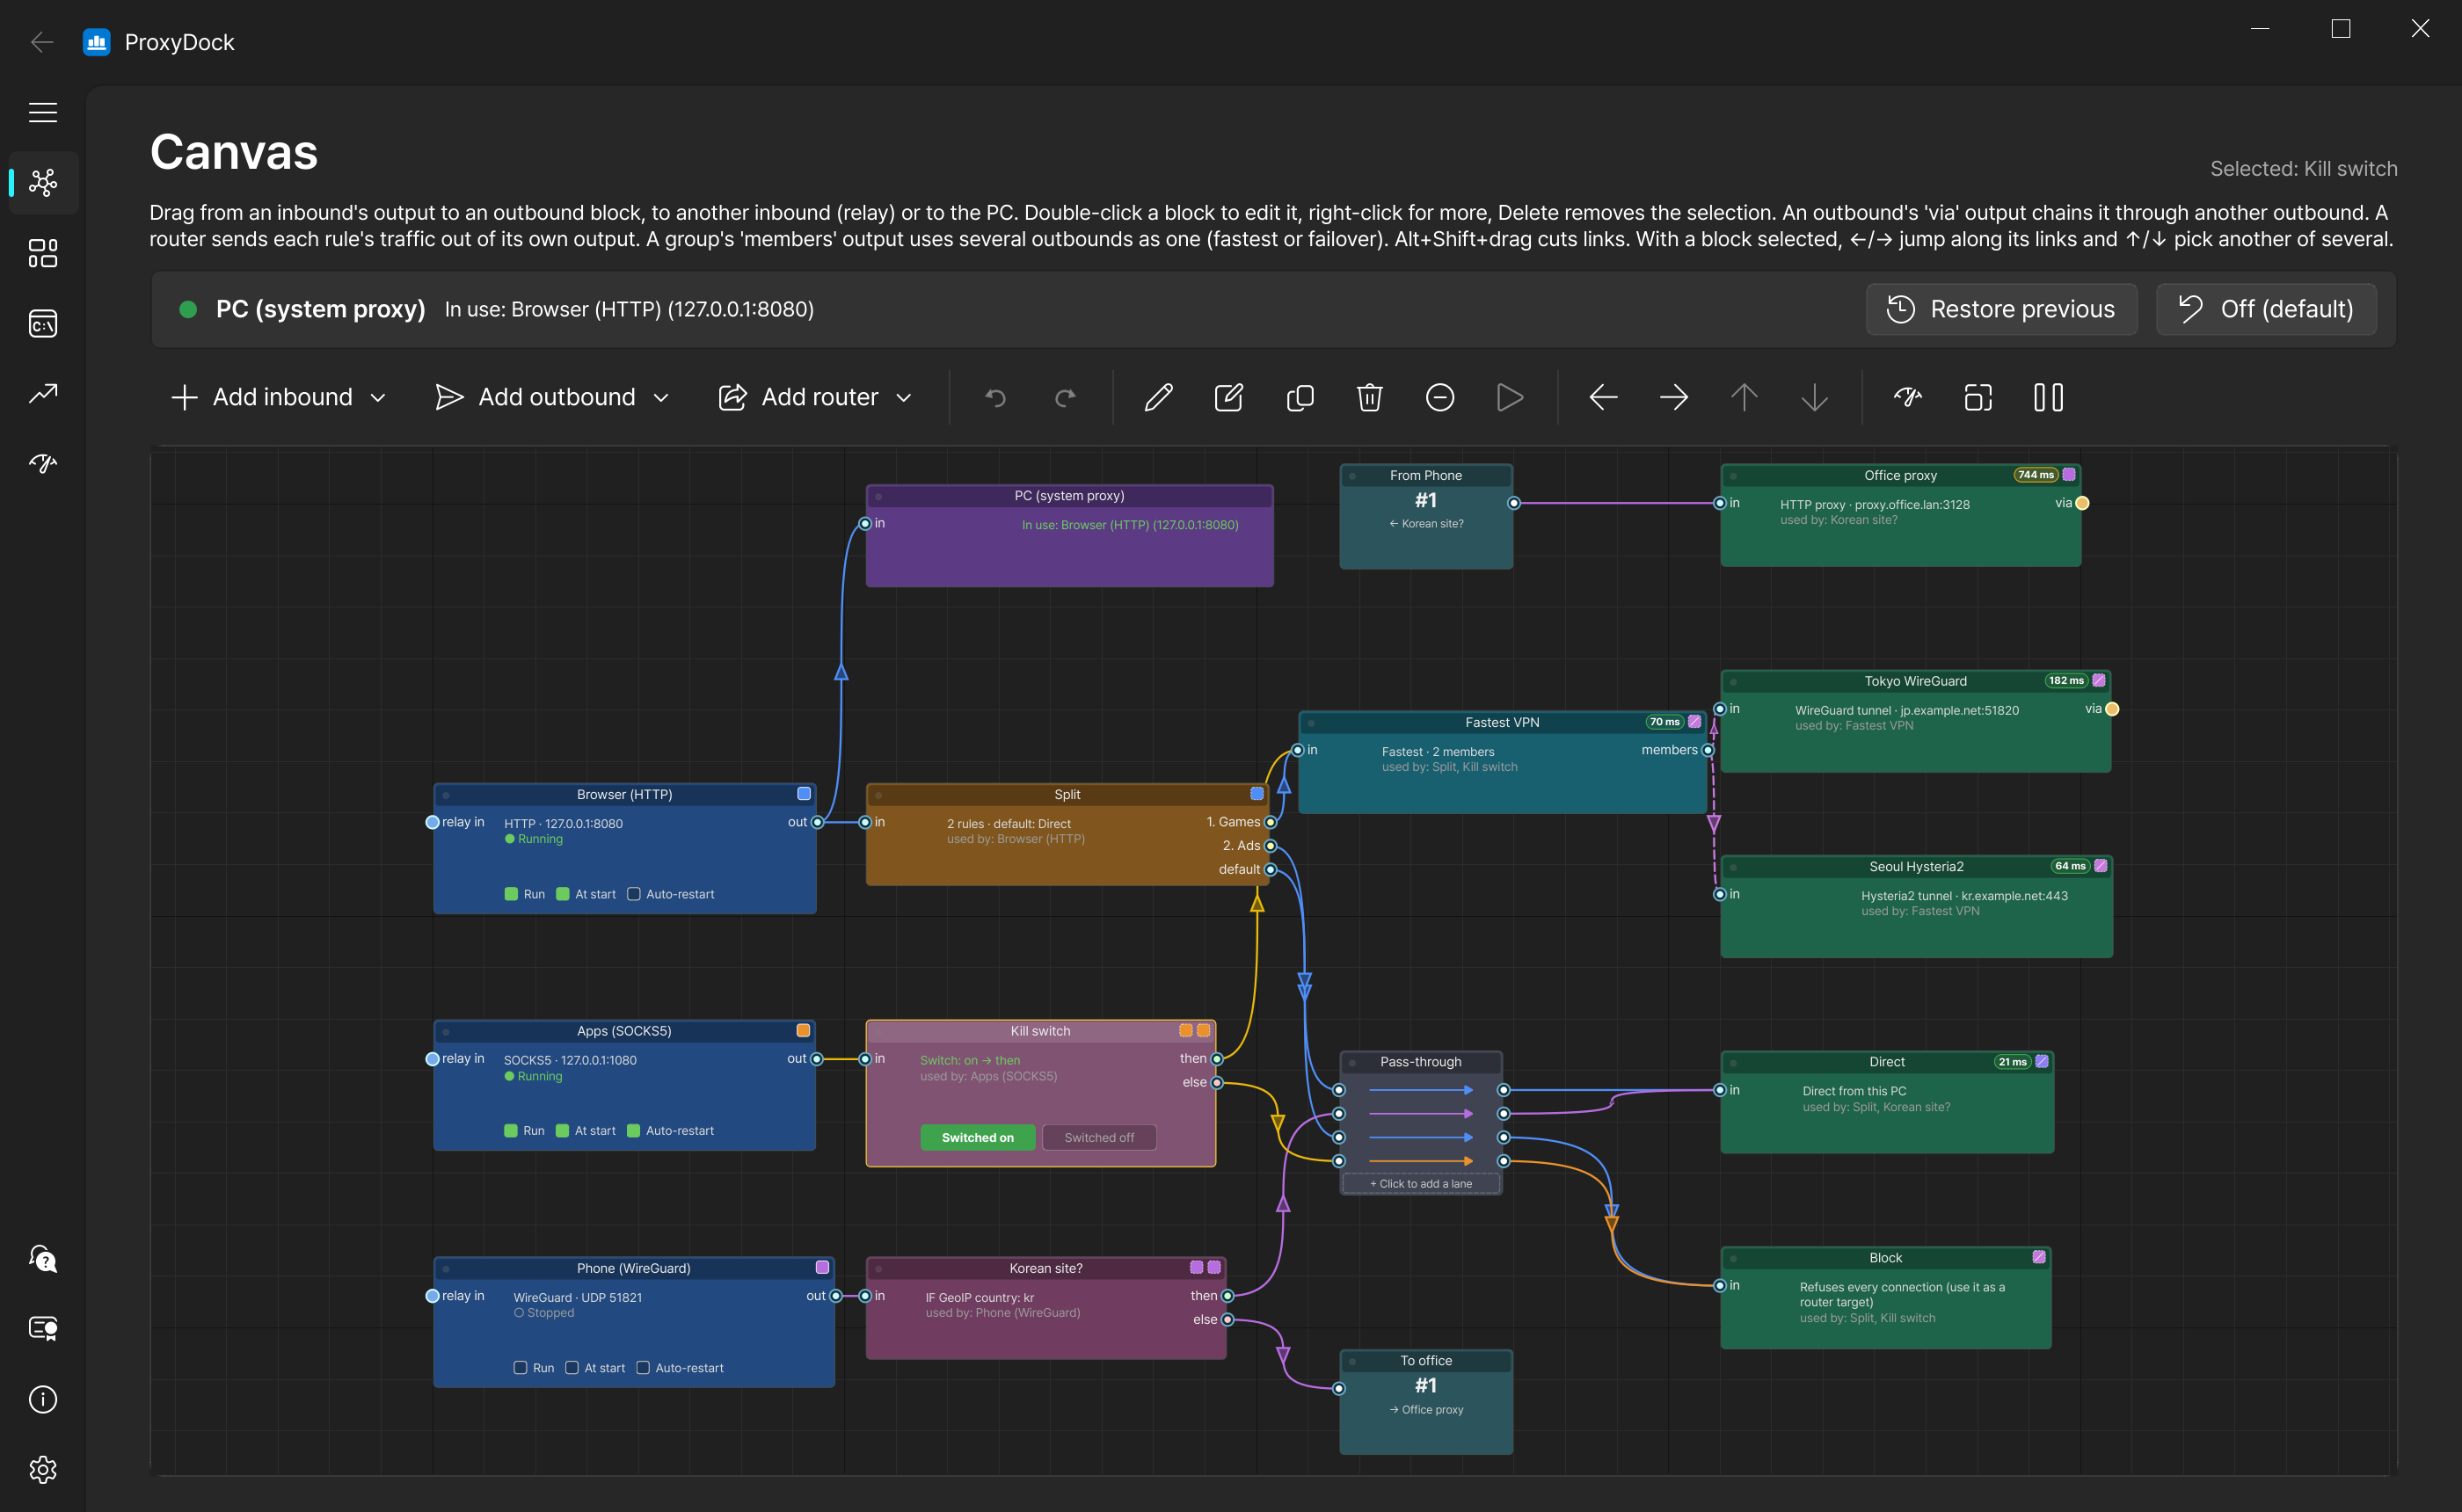 ProxyDock
Canvas
Selected: Kill switch
Drag from an inbound's output to an outbound block, to another inbound (relay) or to the PC. Double-click a block to edit it, right-click for more, Delete removes the selection. An outbound's 'via' output chains it through another outbound. A
router sends each rule's traffic out of its own output. A group's 'members' output uses several outbounds as one (fastest or failover). Alt+Shift+drag cuts links. With a block selected, ←/→ jump along its links and ↑/↓ pick another of several.
PC (system proxy) In use: Browser (HTTP) (127.0.0.1:8080)
Restore previous
Off (default)
Add inbound
Add outbound
Add router
C:\
PC (system proxy)
in
In use: Browser (HTTP) (127.0.0.1:8080)
From Phone
#1
← Korean site?
Office proxy
744 ms
in
HTTP proxy · proxy.office.lan:3128
used by: Korean site?
via
Tokyo WireGuard
182 ms
in
WireGuard tunnel · jp.example.net:51820
used by: Fastest VPN
via
Fastest VPN
70 ms
in
Fastest · 2 members
used by: Split, Kill switch
members
Browser (HTTP)
relay in
HTTP · 127.0.0.1:8080
Running
out
Run
At start
Auto-restart
Split
in
2 rules · default: Direct
used by: Browser (HTTP)
1. Games
2. Ads
default
Seoul Hysteria2
64 ms
in
Hysteria2 tunnel · kr.example.net:443
used by: Fastest VPN
Apps (SOCKS5)
relay in
SOCKS5 · 127.0.0.1:1080
Running
out
Run
At start
Auto-restart
Kill switch
in
Switch: on → then
used by: Apps (SOCKS5)
then
else
Switched on
Switched off
Pass-through
+ Click to add a lane
Direct
21 ms
in
Direct from this PC
used by: Split, Korean site?
Phone (WireGuard)
relay in
WireGuard · UDP 51821
Stopped
out
Run
At start
Auto-restart
Korean site?
in
IF GeoIP country: kr
used by: Phone (WireGuard)
then
else
Block
in
Refuses every connection (use it as a
router target)
used by: Split, Kill switch
To office
#1
→ Office proxy